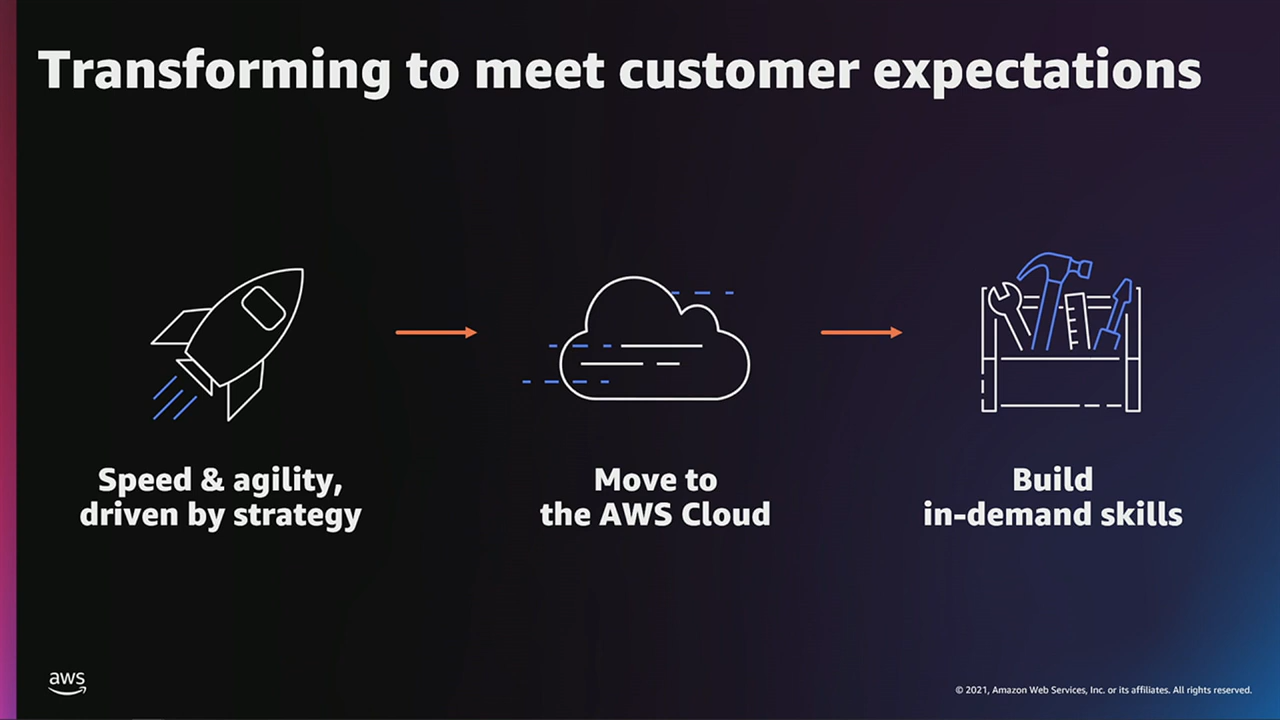 Transforming to meet customer expectations
Speed & agility,
driven by strategy
Move to
the AWS Cloud
Build
in-demand skills
aws
© 2021, Amazon Web Services, Inc. or its affiliates. All rights reserved.